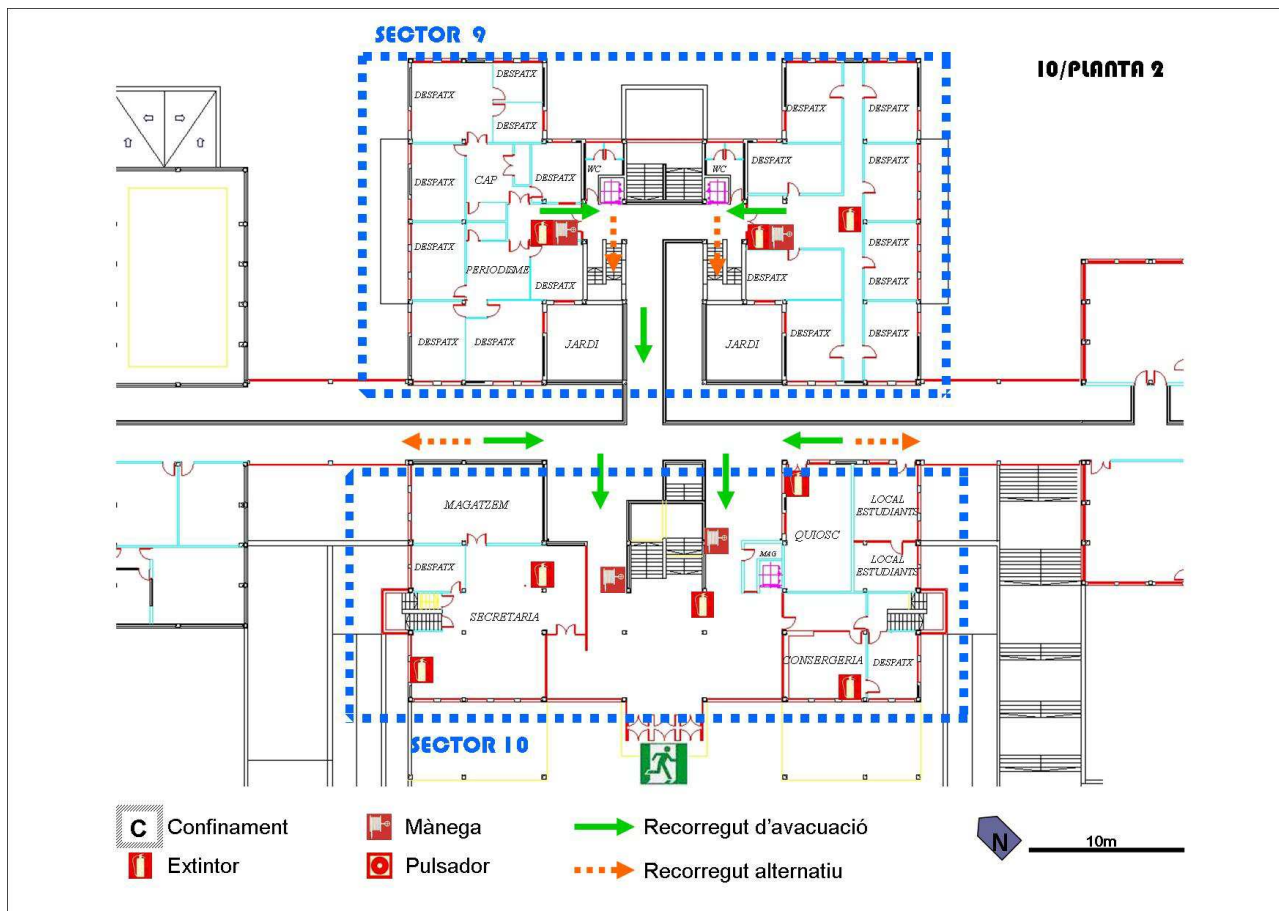 SECTOR 9
10/PLANTA 2
DESPATX
DESPATX
DESPATX
DESPATX
DESPATX
DESPATX
WC
WC
DESPATX
DESPATX
DESPATX
CAP
DESPATX
DESPATX
DESPATX
DESPATX
PERIODISME
DESPATX
DESPATX
DESPATX
DESPATX
JARDI
JARDI
DESPATX
DESPATX
MAGATZEM
QUIOSC
LOCAL
ESTUDIANTS
MAG
DESPATX
LOCAL
ESTUDIANTS
SECRETARIA
CONSERGERIA
DESPATX
SECTOR 10
C Confinament
Mànega
Recorregut d'avacuació
N
10m
Extintor
Pulsador
Recorregut alternatiu